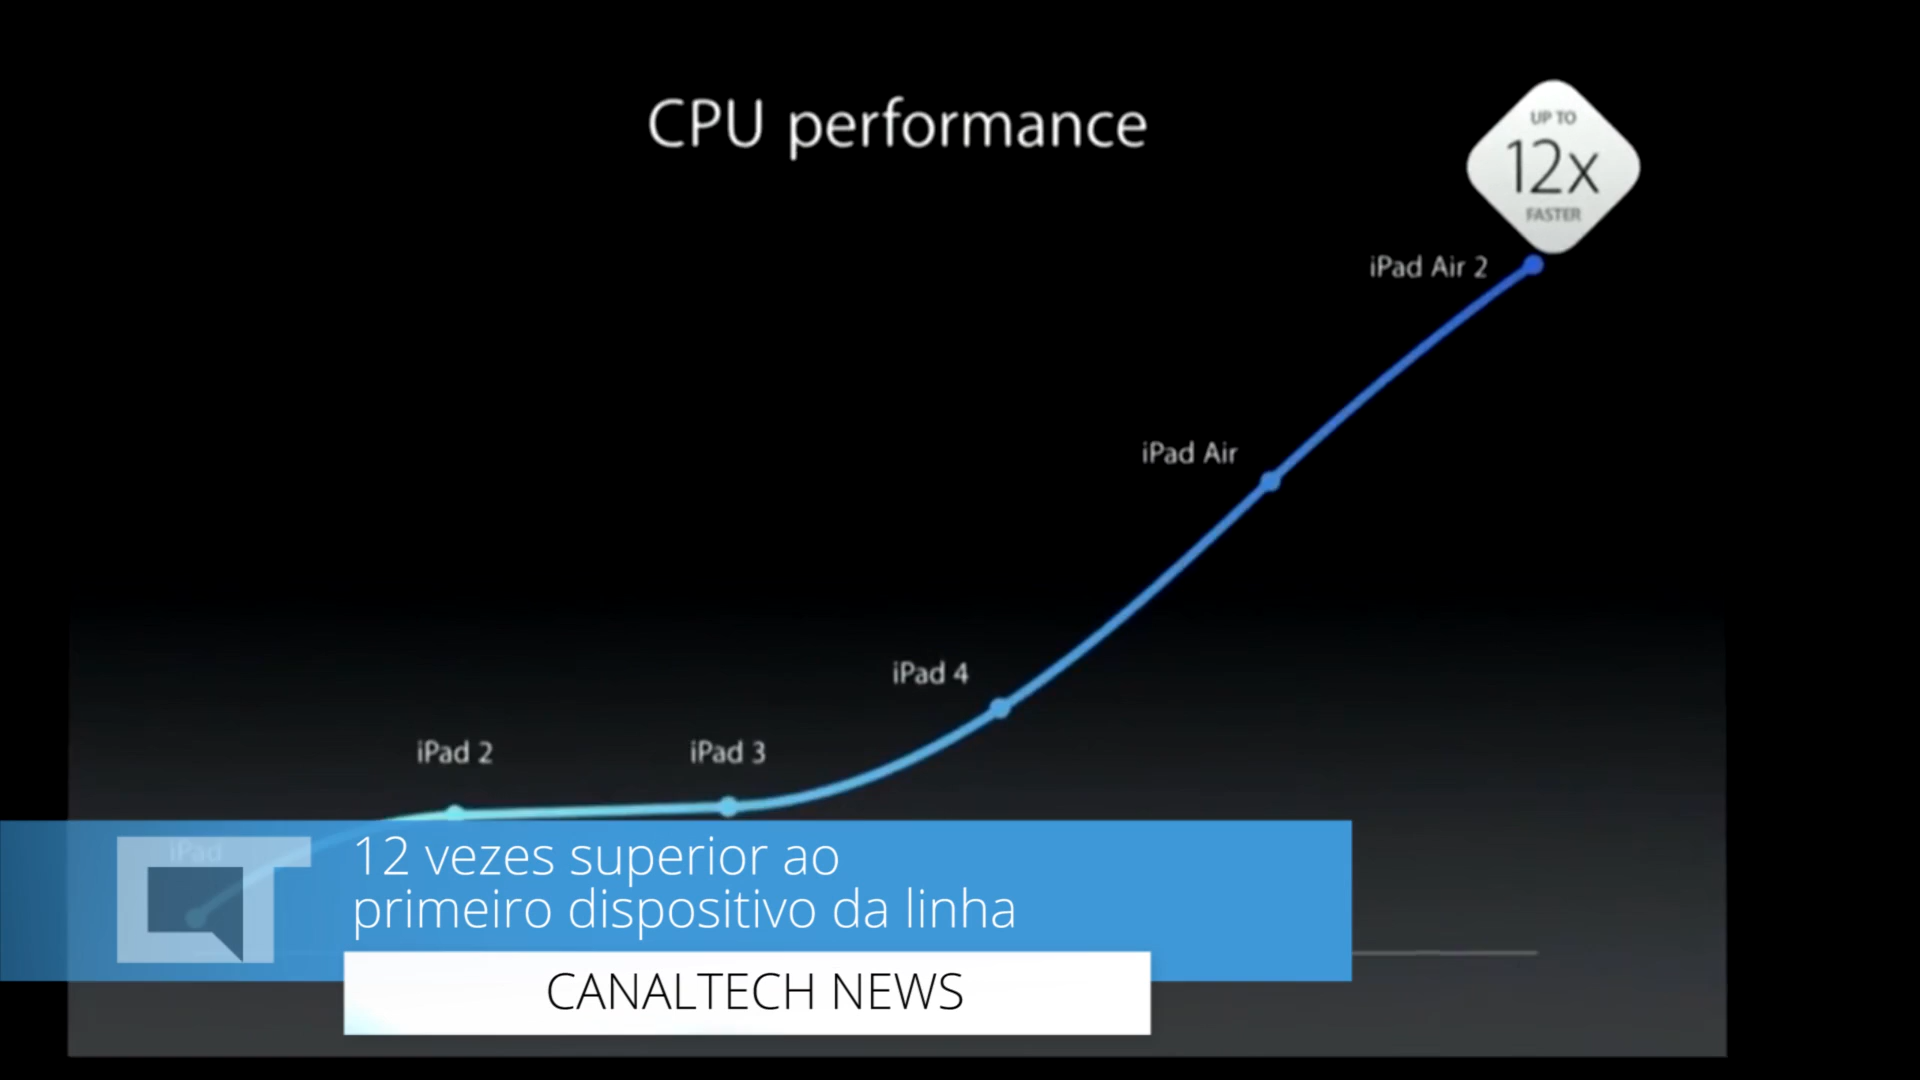 CPU performance
UP TO
12x
FASTER
iPad Air 2
iPad Air
iPad 4
iPad 2
iPad 3
iPad
12 vezes superior ao
primeiro dispositivo da linha
CANALTECH NEWS